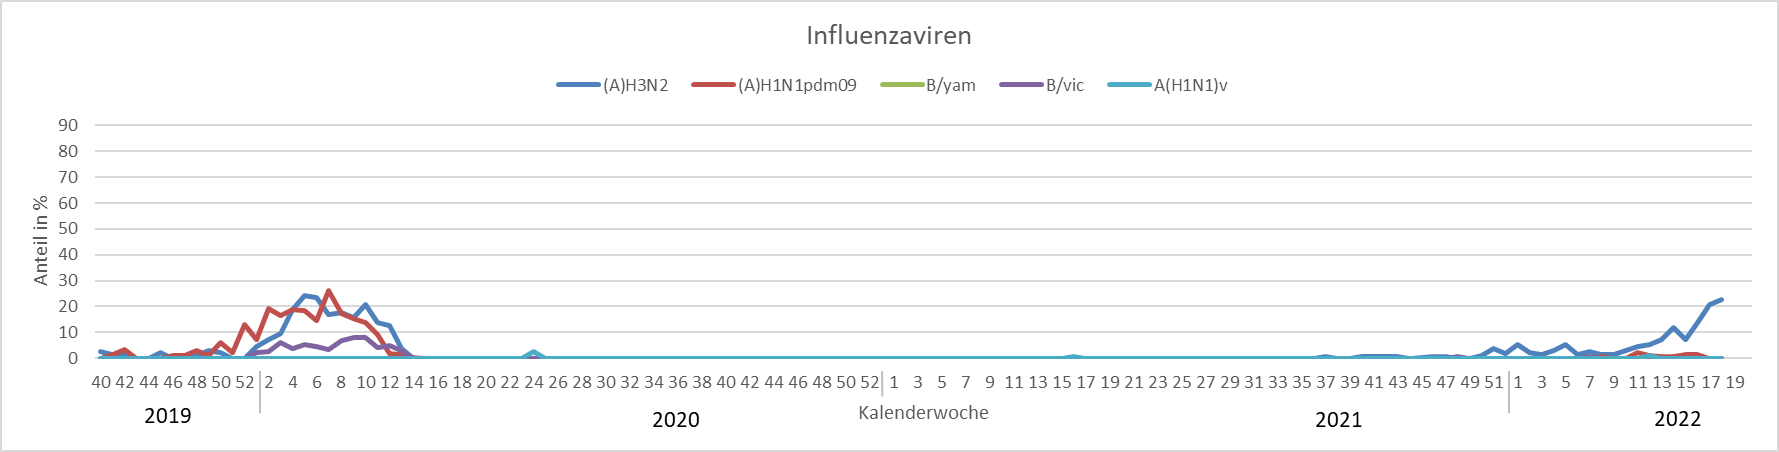 Influenzaviren
(A)H3N2 (A)H1N1pdm09 B/yam B/vic A(H1N1)v
Anteil in %
90
80
70
60
50
40
30
20
10
0
40 42 44 46 48 50 52 2 4 6 8 10 12 14 16 18 20 22 24 26 28 30 32 34 36 38 40 42 44 46 48 50 52 1 3 5 7 9 11 13 15 17 19 21 23 25 27 29 31 33 35 37 39 41 43 45 47 49 51 1 3 5 7 9 11 13 15 17 19
2019 2020 2021 2022
Kalenderwoche